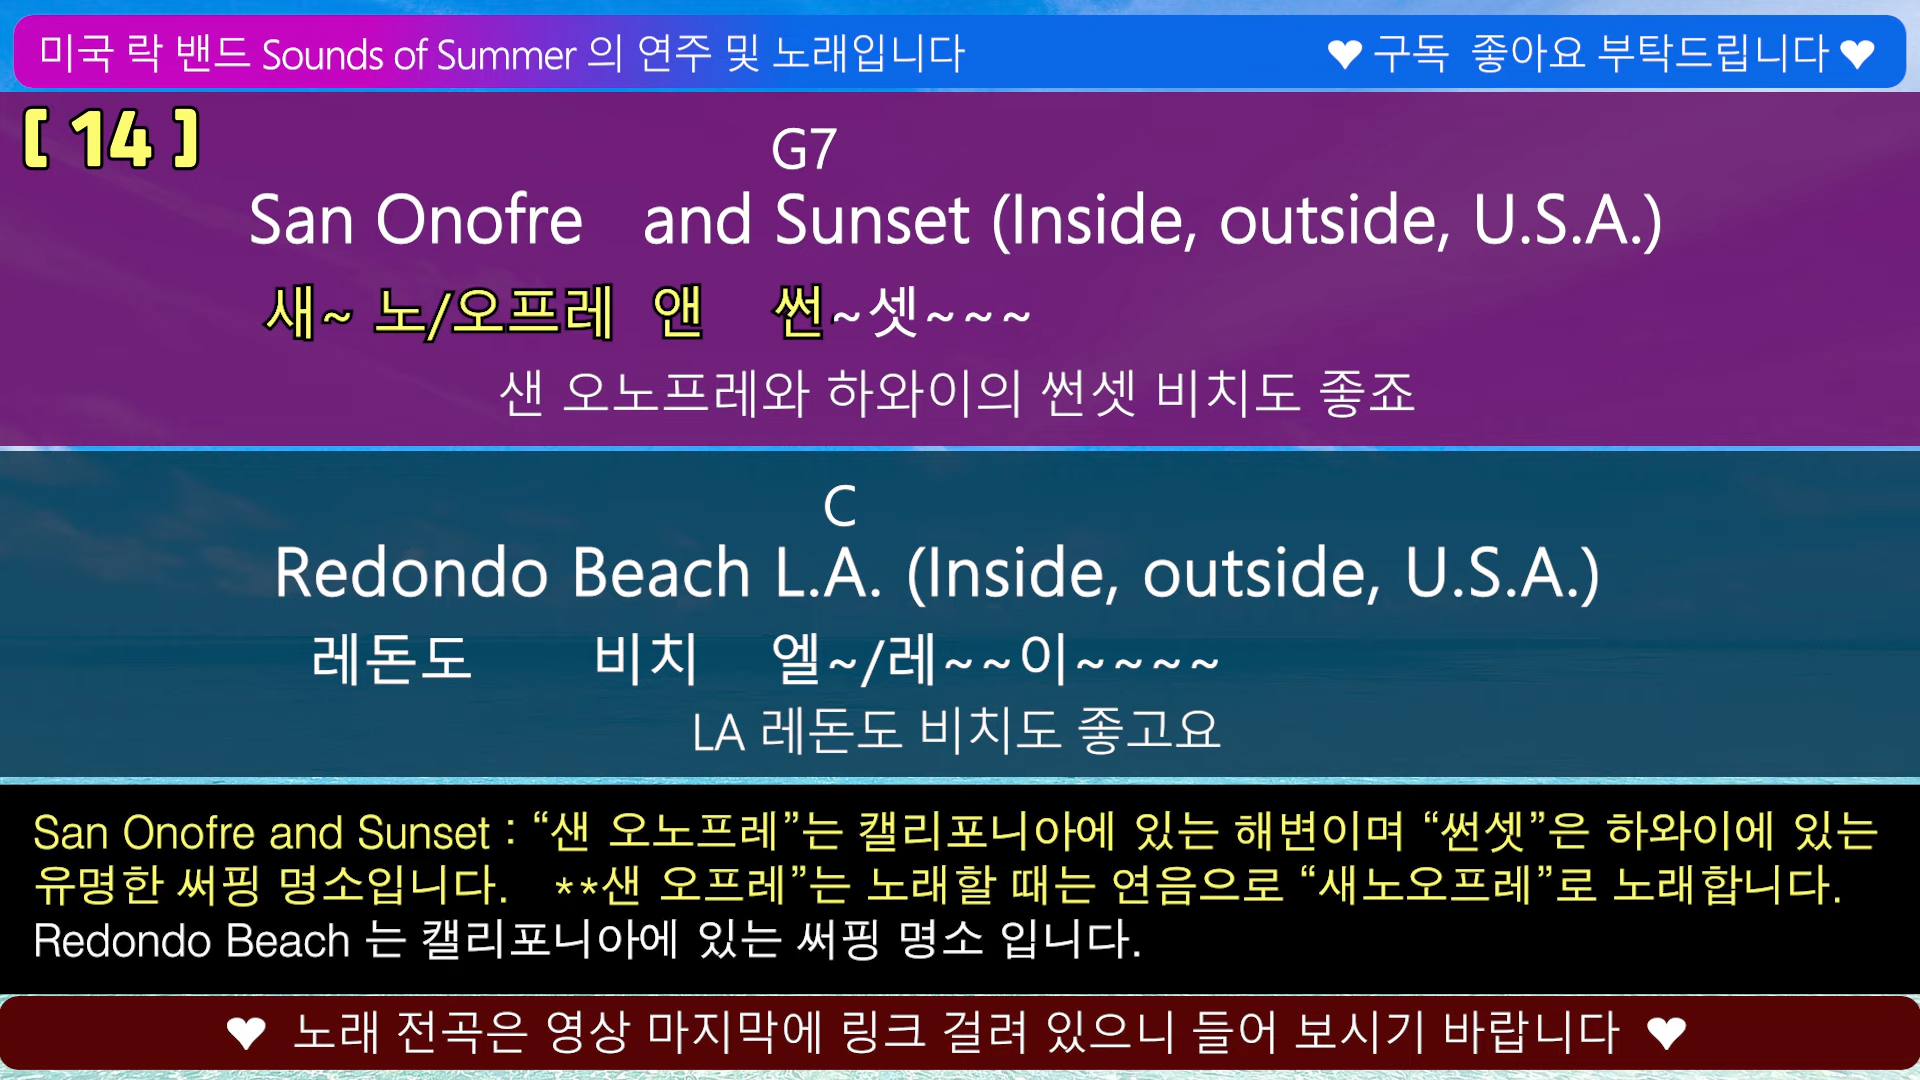 미국 락 밴드 Sounds of Summer 의 연주 및 노래입니다
♥ 구독 좋아요 부탁드립니다 ♥
[ 14 ]
G7
San Onofre and Sunset (Inside, outside, U.S.A.)
새~ 노/오프레 앤 썬~셋~~~
샌 오노프레와 하와이의 썬셋 비치도 좋죠
C
Redondo Beach L.A. (Inside, outside, U.S.A.)
레돈도 비치 엘~/레~~이~~~~
LA 레돈도 비치도 좋고요
San Onofre and Sunset : “샌 오노프레”는 캘리포니아에 있는 해변이며 “썬셋”은 하와이에 있는
유명한 써핑 명소입니다. **샌 오프레”는 노래할 때는 연음으로 “새노오프레”로 노래합니다.
Redondo Beach 는 캘리포니아에 있는 써핑 명소 입니다.
♥ 노래 전곡은 영상 마지막에 링크 걸려 있으니 들어 보시기 바랍니다 ♥